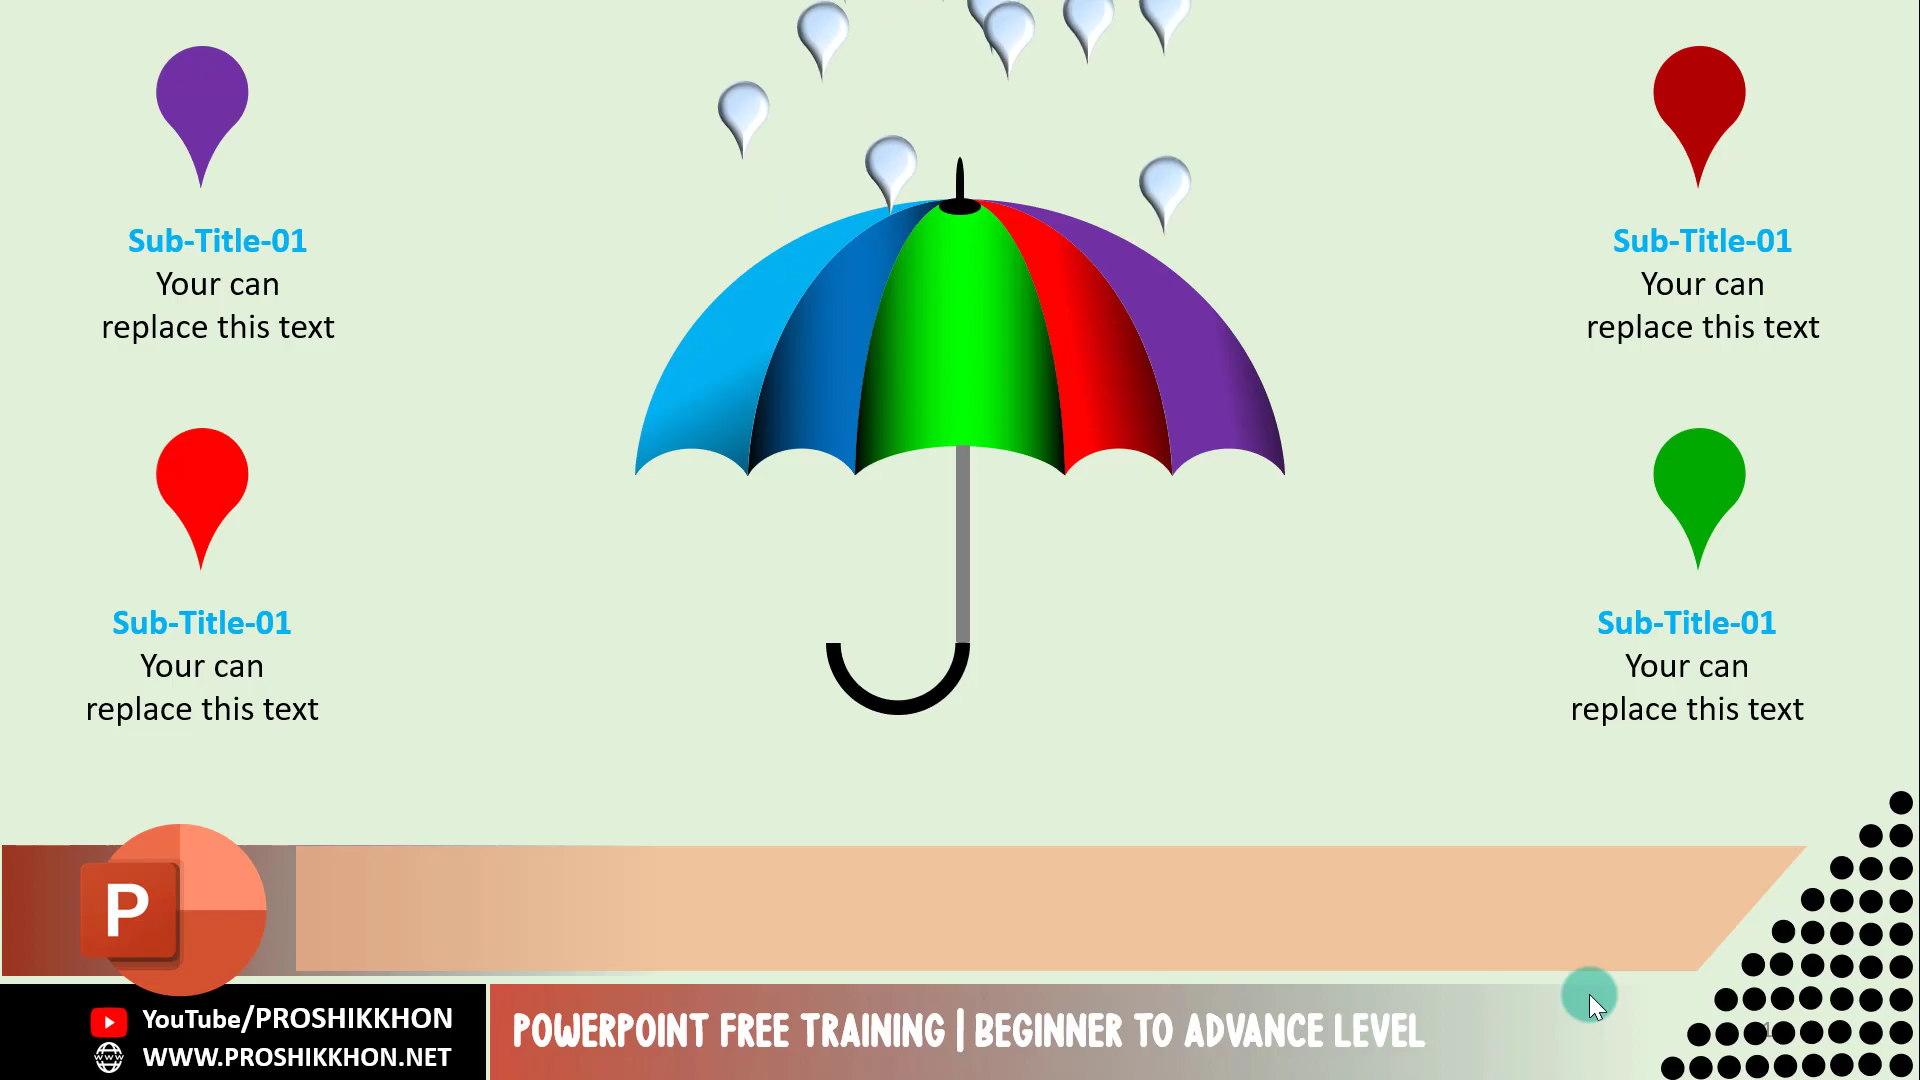 Sub-Title-01
Your can
replace this text
Sub-Title-01
Your can
replace this text
Sub-Title-01
Your can
replace this text
Sub-Title-01
Your can
replace this text
P
YouTube/PROSHIKKHON
WWW.PROSHIKKHON.NET
POWERPOINT FREE TRAINING | BEGINNER TO ADVANCE LEVEL
1